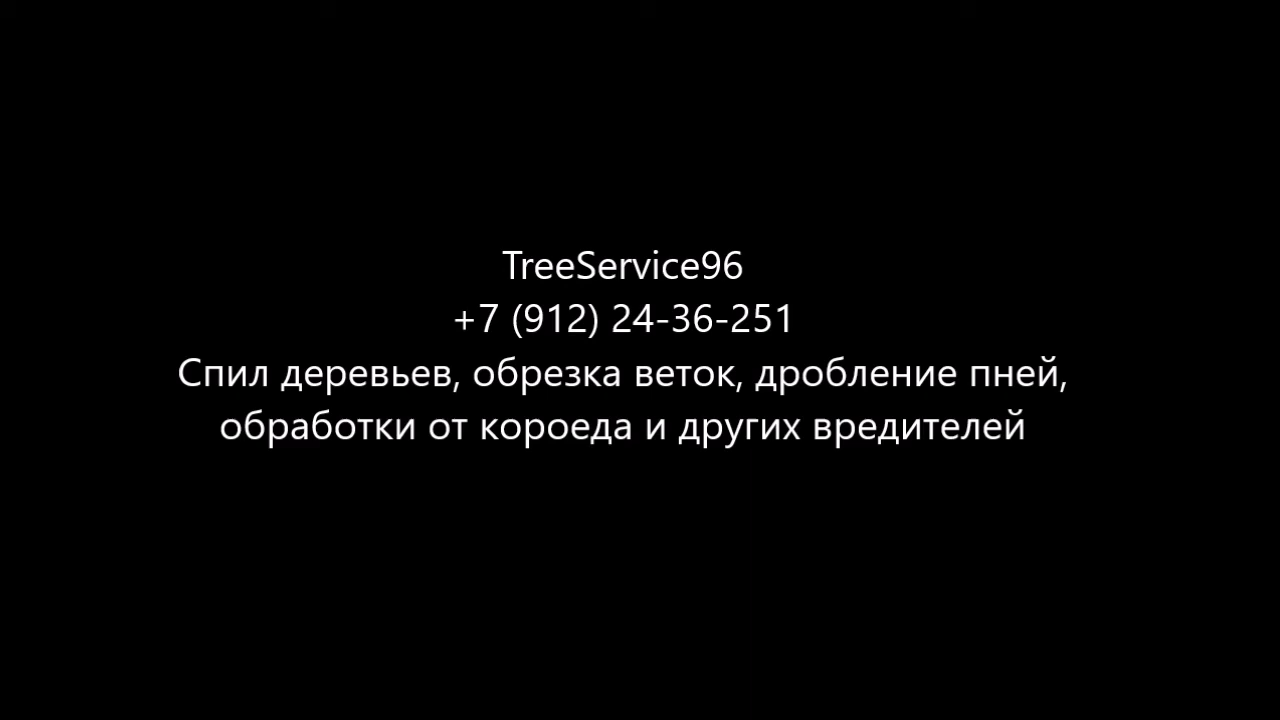 TreeService96
+7 (912) 24-36-251
Спил деревьев, обрезка веток, дробление пней,
обработки от короеда и других вредителей